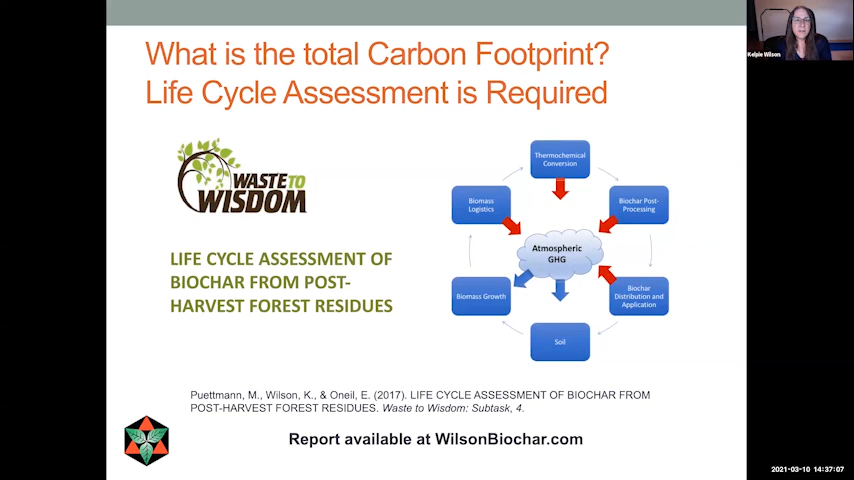 What is the total Carbon Footprint?
Life Cycle Assessment is Required
Kelpie Wilson
WASTE TO
WISDOM
LIFE CYCLE ASSESSMENT OF
BIOCHAR FROM POST-
HARVEST FOREST RESIDUES
Thermochemical
Conversion
Biomass
Logistics
Biochar Post-
Processing
Atmospheric
GHG
Biomass Growth
Biochar
Distribution and
Application
Soil
Puettmann, M., Wilson, K., & Oneil, E. (2017). LIFE CYCLE ASSESSMENT OF BIOCHAR FROM
POST-HARVEST FOREST RESIDUES. Waste to Wisdom: Subtask, 4.
Report available at WilsonBiochar.com
2021-03-10 14:37:07